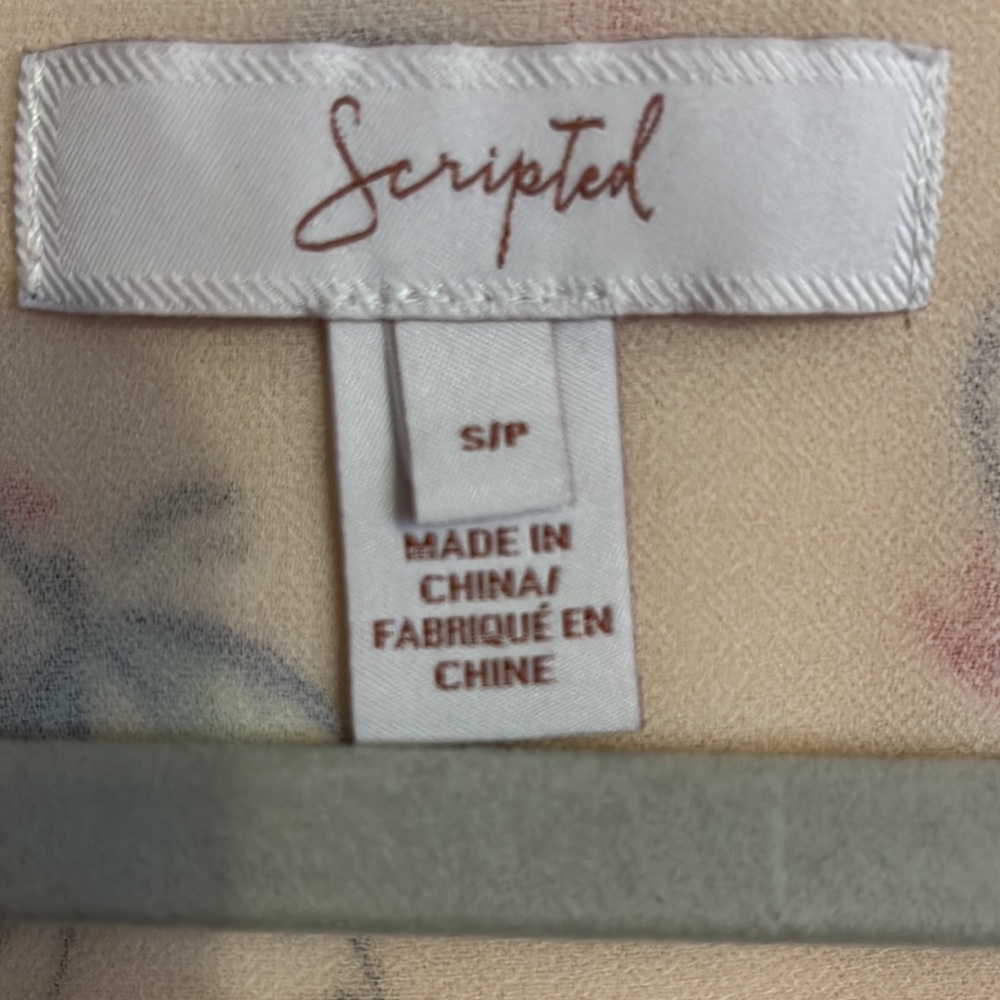 Scripted
S/P
MADE IN
CHINA/
FABRIQUÉ EN
CHINE